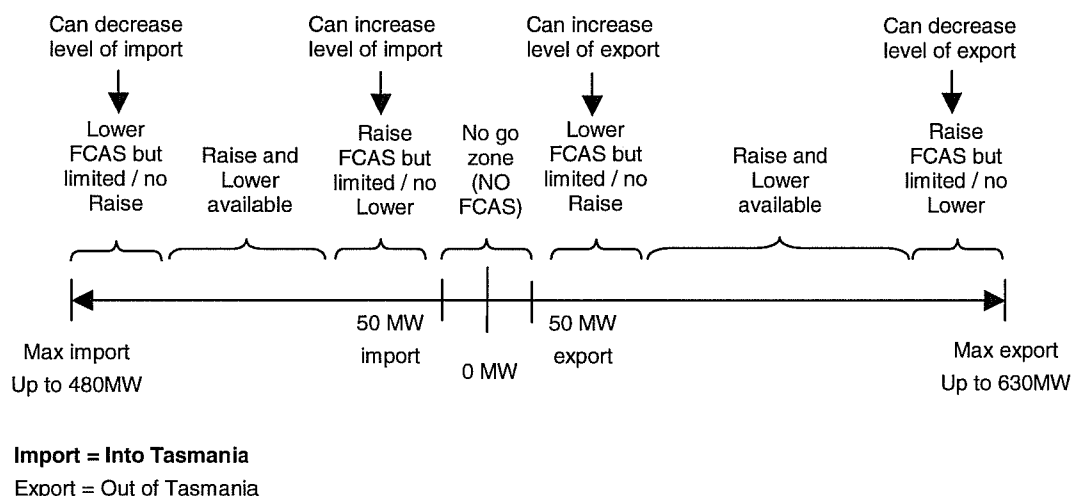 Can decrease
level of import
Can increase
level of import
Can increase
level of export
Can decrease
level of export
Lower
FCAS but
limited / no
Raise
Raise and
Lower
available
Raise
FCAS but
limited / no
Lower
No go
zone
(NO
FCAS)
Lower
FCAS but
limited / no
Raise
Raise and
Lower
available
Raise
FCAS but
limited / no
Lower
Max import
Up to 480MW
50 MW
import
0 MW
50 MW
export
Max export
Up to 630MW
Import = Into Tasmania
Export = Out of Tasmania